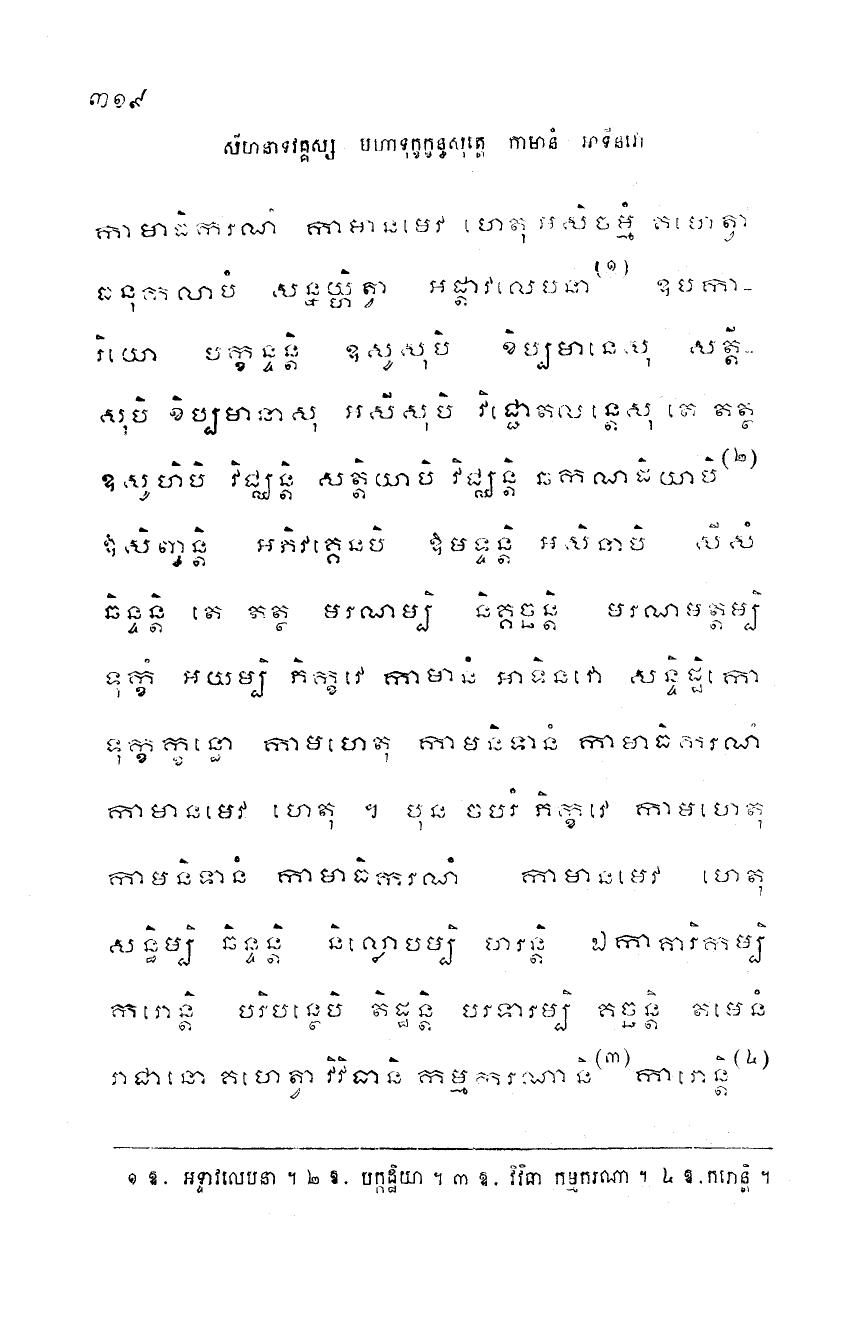 ៣១៩
សីហនាទវគ្គស្ស មហាទុក្ខក្ខន្ធសុត្តេ កាមានំ អាទីនវោ
កាមាធិករណំ កាមានមេវ ហេតុ អសិចម្មំ គហេត្វា
ធនុកលាបំ សន្នយ្ហិត្វា អដ្ដាវលេបនា(១) ឧបកា-
រិយោ បក្ខន្ទន្តិ ឧសូសុបិ ខិប្បមានេសុ សត្តី-
សុបិ ខិប្បមានាសុ អសីសុបិ វិជ្ជោតលន្តេសុ តេ តត្ថ
ឧសូហិបិ វិជ្ឈន្តិ សត្តិយាបិ វិជ្ឈន្តិ ឆកណដិយាបិ(២)
ឱសិញ្ចន្តិ អភិវគ្គេនបិ ឱមទ្ទន្តិ អសិនាបិ សីសំ
ឆិន្ទន្តិ តេ តត្ថ មរណម្បិ និគ្គច្ឆន្តិ មរណមត្តម្បិ
ទុក្ខំ អយម្បិ ភិក្ខវេ កាមានំ អាទីនវោ សន្ទិដ្ឋិកោ
ទុក្ខក្ខន្ធោ កាមហេតុ កាមនិទានំ កាមាធិករណំ
កាមានមេវ ហេតុ ។ បុន ចបរំ ភិក្ខវេ កាមហេតុ
កាមនិទានំ កាមាធិករណំ កាមានមេវ ហេតុ
សន្ធិម្បិ ឆិន្ទន្តិ និល្លោបម្បិ ហរន្តិ ឯកាគារិកម្បិ
ករោន្តិ បរិបន្ថេបិ តិដ្ឋន្តិ បរទារម្បិ គច្ឆន្តិ តមេនំ
រាជានោ គហេត្វា វិវិធានិ កម្មករណានិ(៣) ការោន្តិ(៤)
១ ឱ. អទ្ទាវលេបនា ។ ២ ឱ. បក្កដ្ឋិយា ។ ៣ ឱ. វិវិធា កម្មករណា ។ ៤ ឱ.ករោន្តិ ។